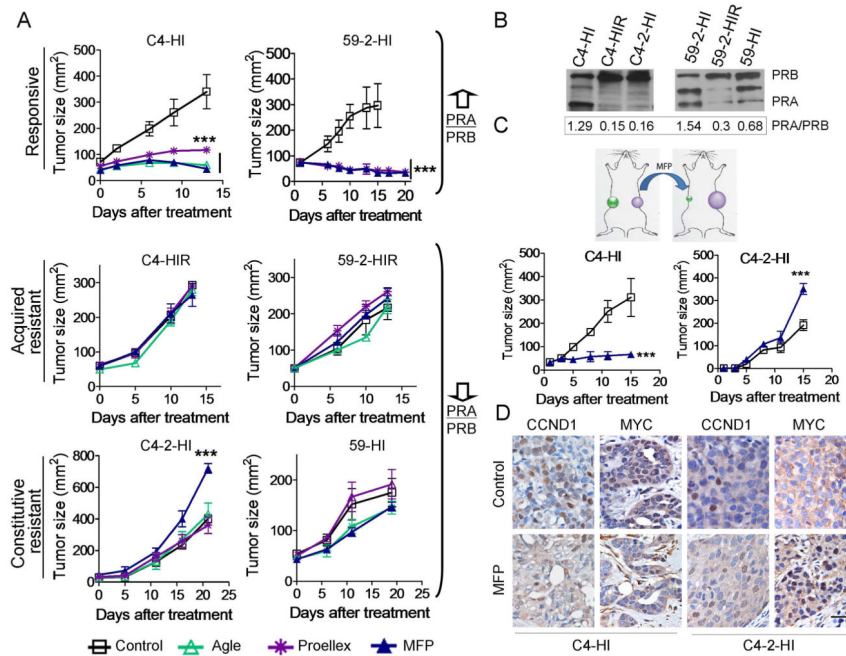 A
C4-HI
59-2-HI
Responsive
Tumor size (mm²)
400
300
200
100
0
***
0 5 10 15
Days after treatment
Tumor size (mm²)
500
400
300
200
100
0
***
0 5 10 15 20
Days after treatment
PRA
PRB
C4-HIR
59-2-HIR
Acquired resistant
Tumor size (mm²)
300
200
100
0
0 5 10 15
Days after treatment
Tumor size (mm²)
300
200
100
0
0 5 10 15
Days after treatment
PRA
PRB
C4-2-HI
59-HI
Constitutive resistant
Tumor size (mm²)
800
600
400
200
0
***
0 5 10 15 20 25
Days after treatment
Tumor size (mm²)
300
200
100
0
0 5 10 15 20 25
Days after treatment
Control Agle Proellex MFP
B
C4-HI C4-HIR C4-2-HI 59-2-HI 59-2-HIR 59-HI
PRB
PRA
1.29 0.15 0.16 1.54 0.3 0.68 PRA/PRB
C
MFP
C4-HI
C4-2-HI
Tumor size (mm²)
500
400
300
200
100
0
***
0 5 10 15 20
Days after treatment
Tumor size (mm²)
500
400
300
200
100
0
***
0 5 10 15 20
Days after treatment
D
CCND1 MYC CCND1 MYC
Control
MFP
C4-HI C4-2-HI